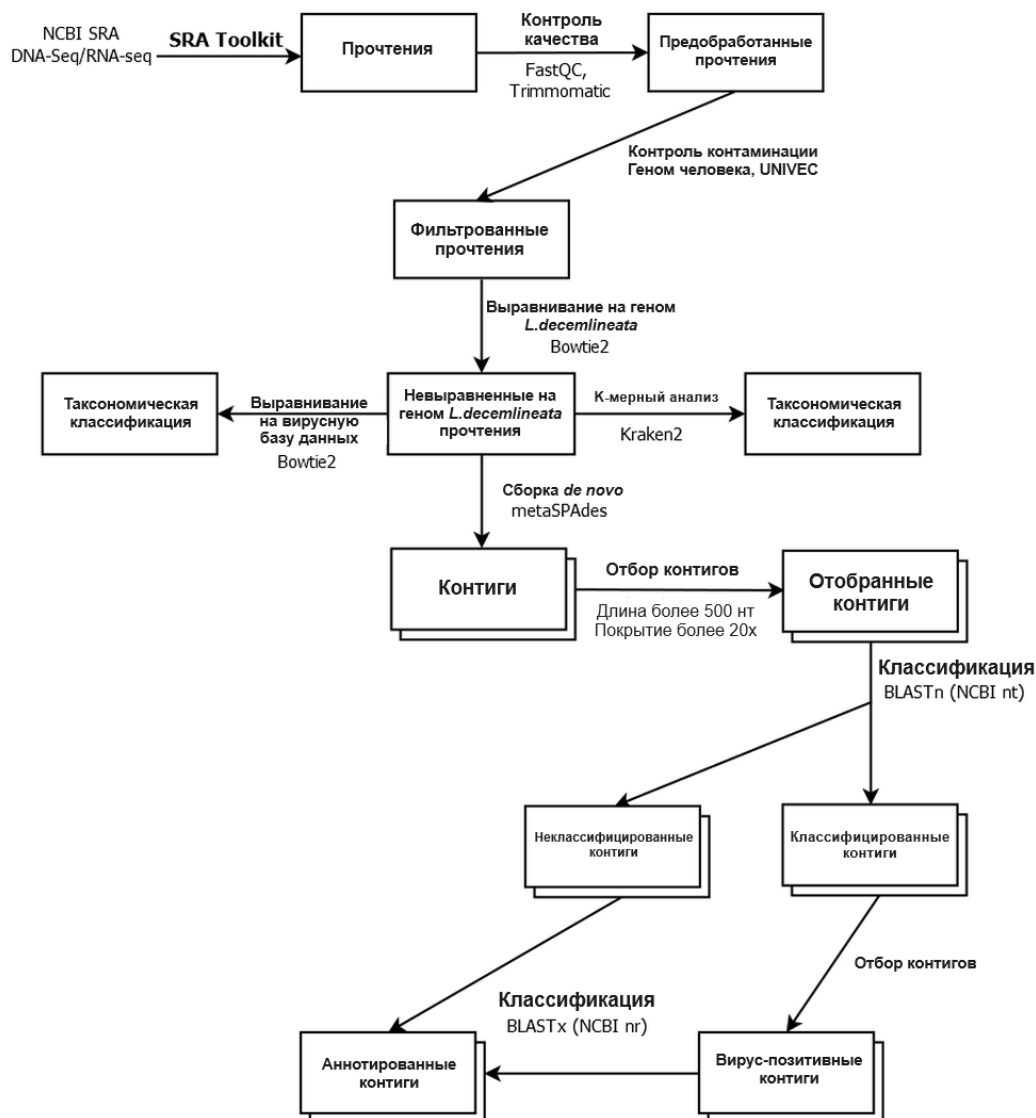 NCBI SRA
DNA-Seq/RNA-seq
SRA Toolkit
Прочтения
Контроль
качества
FastQC,
Trimmomatic
Предобработанные
прочтения
Контроль контаминации
Геном человека, UNIVEC
Фильтрованные
прочтения
Выравнивание на геном
L.decemlineata
Bowtie2
Таксономическая
классификация
Выравнивание
на вирусную
базу данных
Bowtie2
Невыравненные на
геном L.decemlineata
прочтения
К-мерный анализ
Kraken2
Таксономическая
классификация
Сборка de novo
metaSPAdes
Контиги
Отбор контигов
Длина более 500 нт
Покрытие более 20x
Отобранные
контиги
Классификация
BLASTn (NCBI nt)
Неклассифицированные
контиги
Классифицированные
контиги
Отбор контигов
Классификация
BLASTx (NCBI nr)
Аннотированные
контиги
Вирус-позитивные
контиги